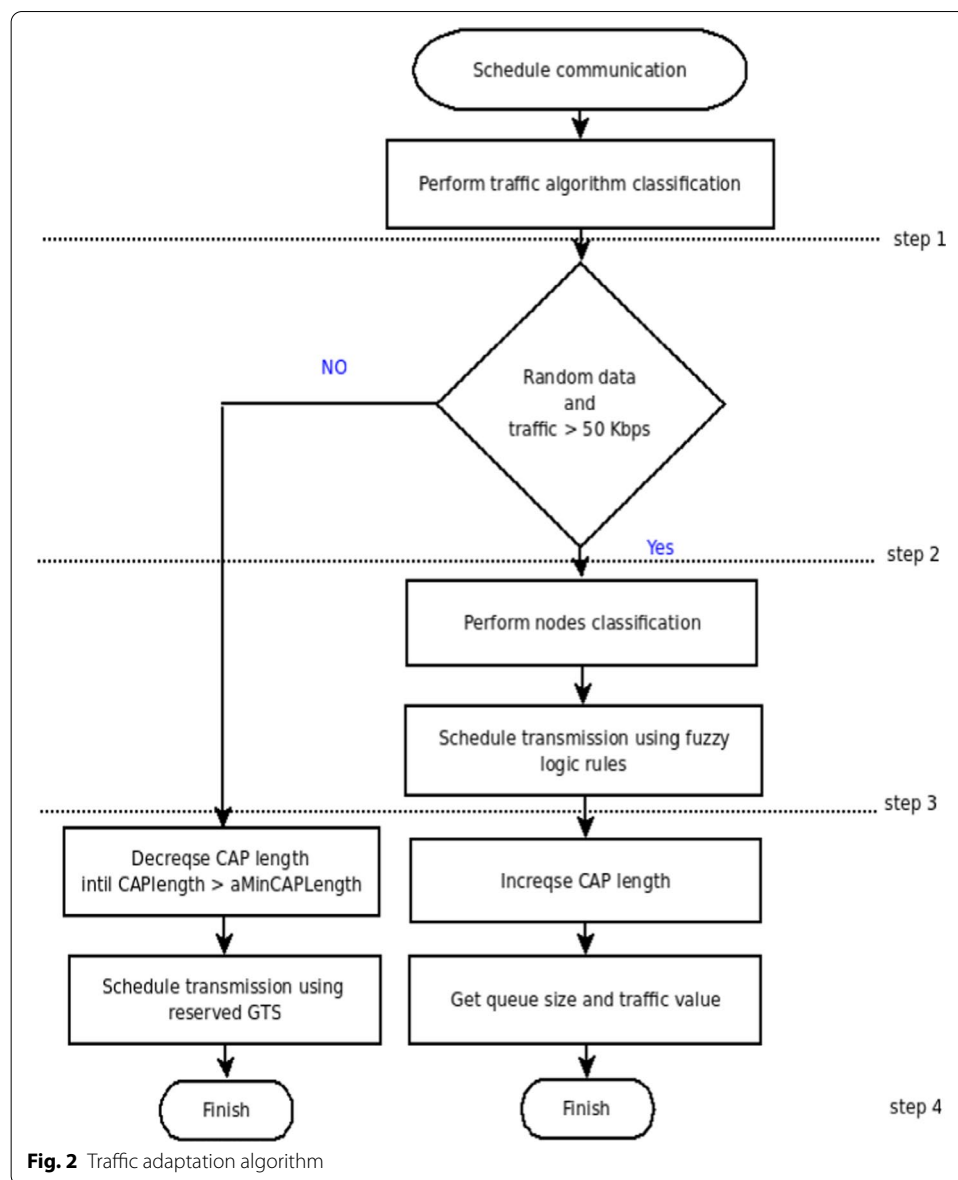 Schedule communication
Perform traffic algorithm classification
step 1
Random data
and
traffic > 50 Kbps
NO
Yes
step 2
Perform nodes classification
Schedule transmission using fuzzy
logic rules
step 3
Decreqse CAP length
intil CAPlength > aMinCAPLength
Increqse CAP length
Schedule transmission using
reserved GTS
Get queue size and traffic value
Finish
Finish
step 4
Fig. 2 Traffic adaptation algorithm